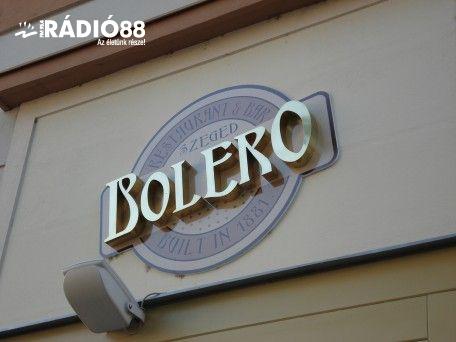 RÁDIÓ88
Az életünk része!
RESTAURANT & BAR
SZEGED
BOLERO
BUILT IN 1881